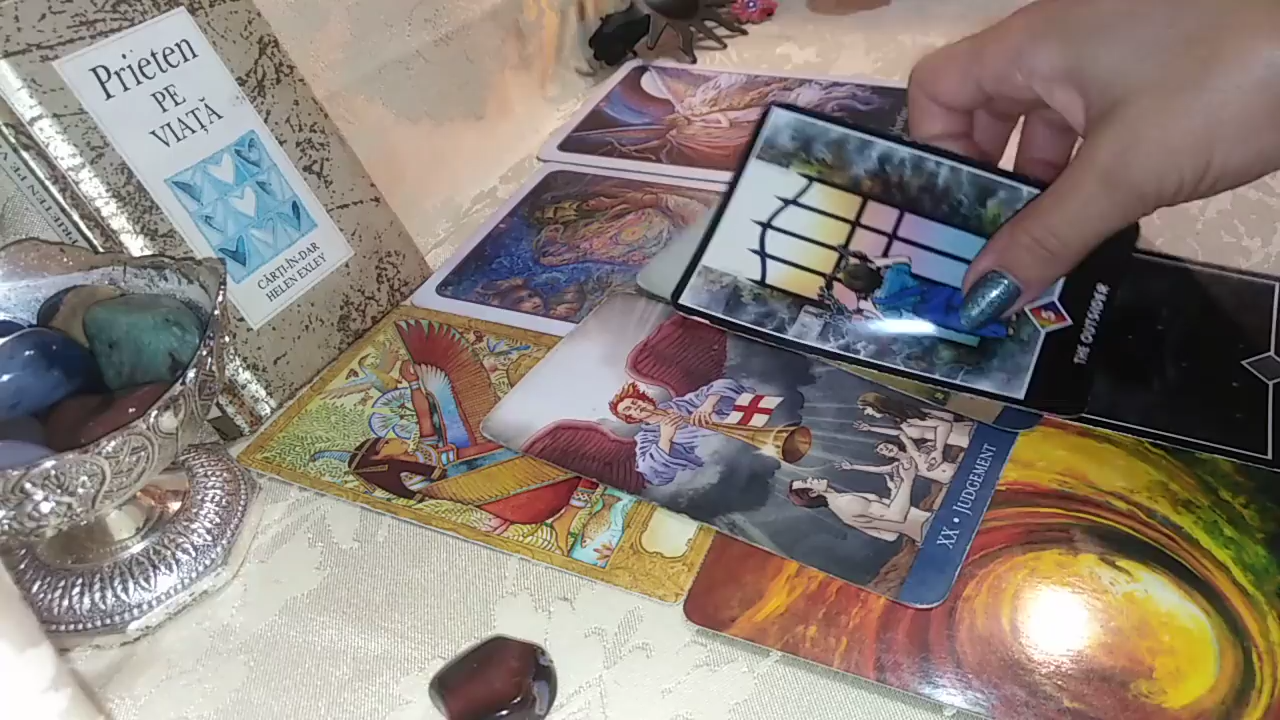 Prieten
PE
VIAȚĂ
CĂRȚI-ÎN-DAR
HELEN EXLEY
THE OUTSIDER
XX • JUDGEMENT